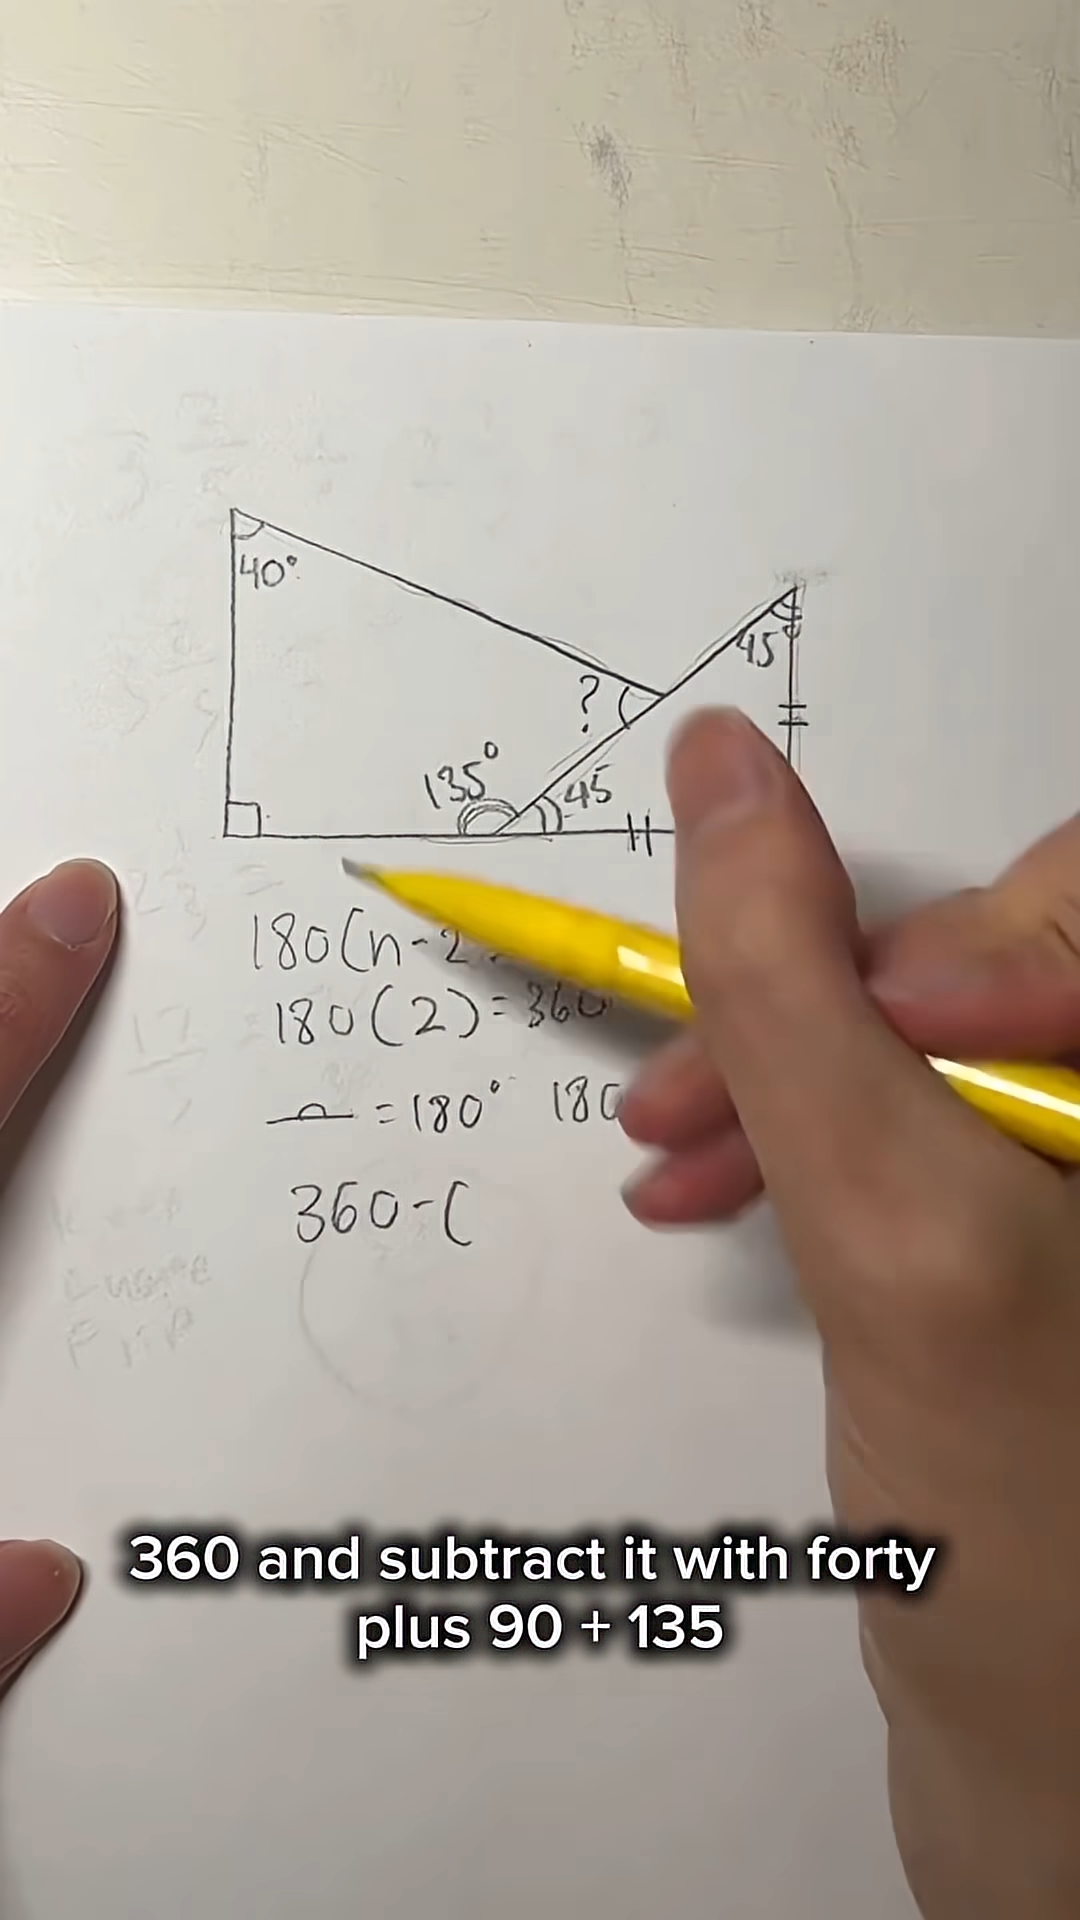 40°
45
?
135°
45
180(n-2
180(2)=360
=180° 180
360-(
360 and subtract it with forty
plus 90 + 135